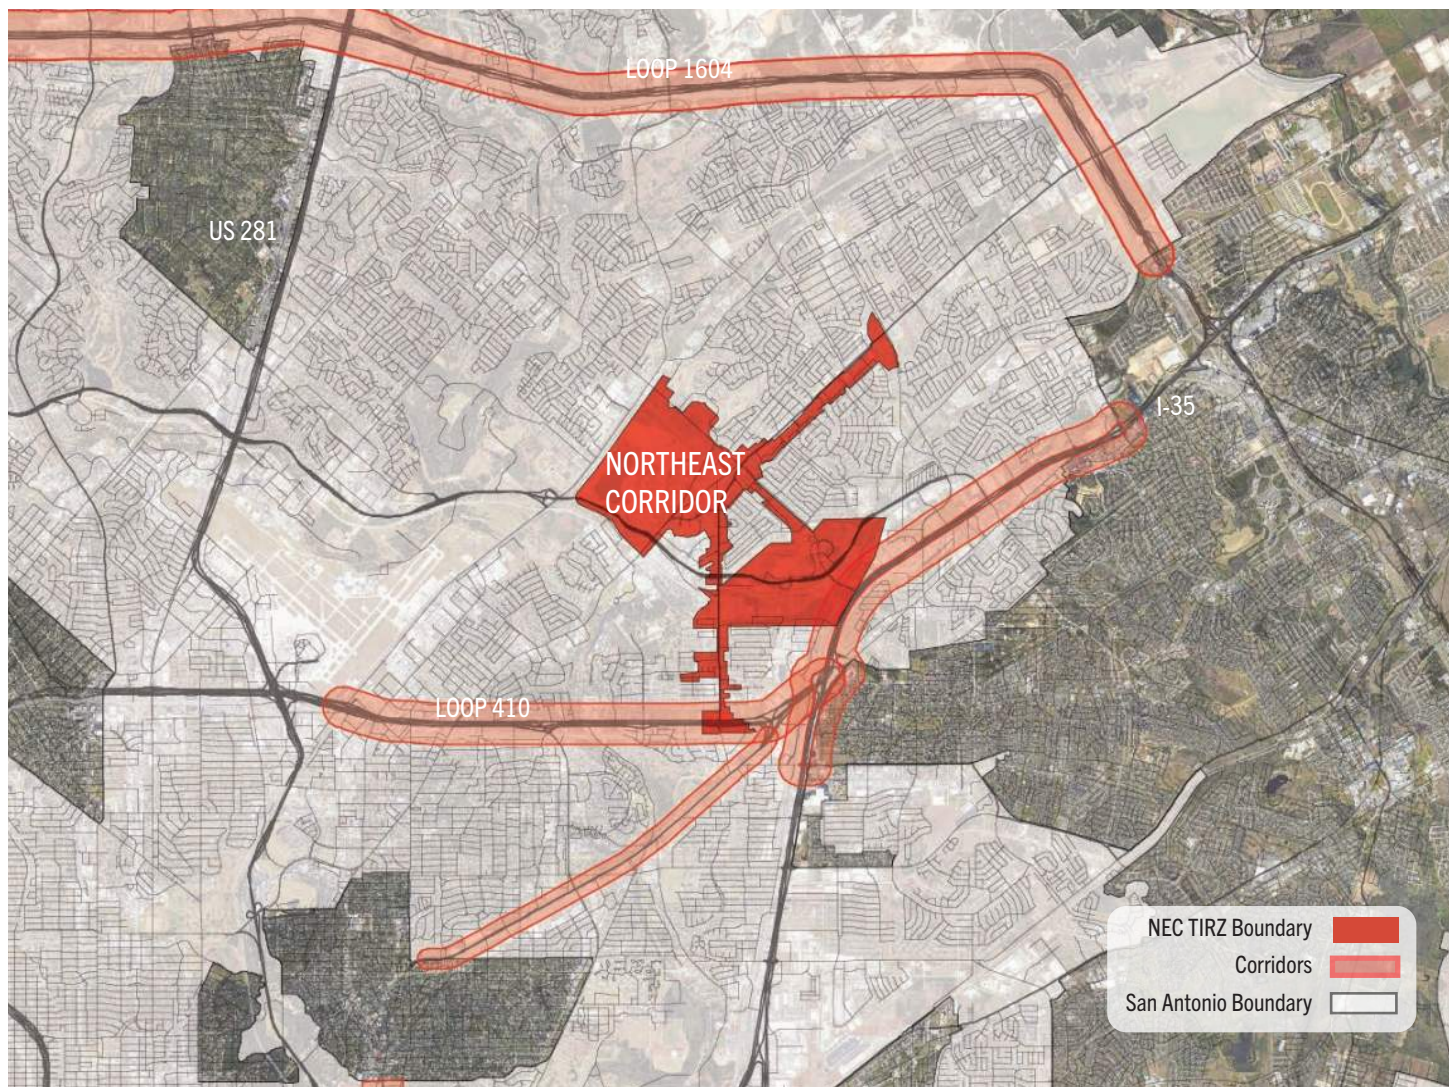 LOOP 1604
US 281
I-35
NORTHEAST
CORRIDOR
LOOP 410
NEC TIRZ Boundary
Corridors
San Antonio Boundary